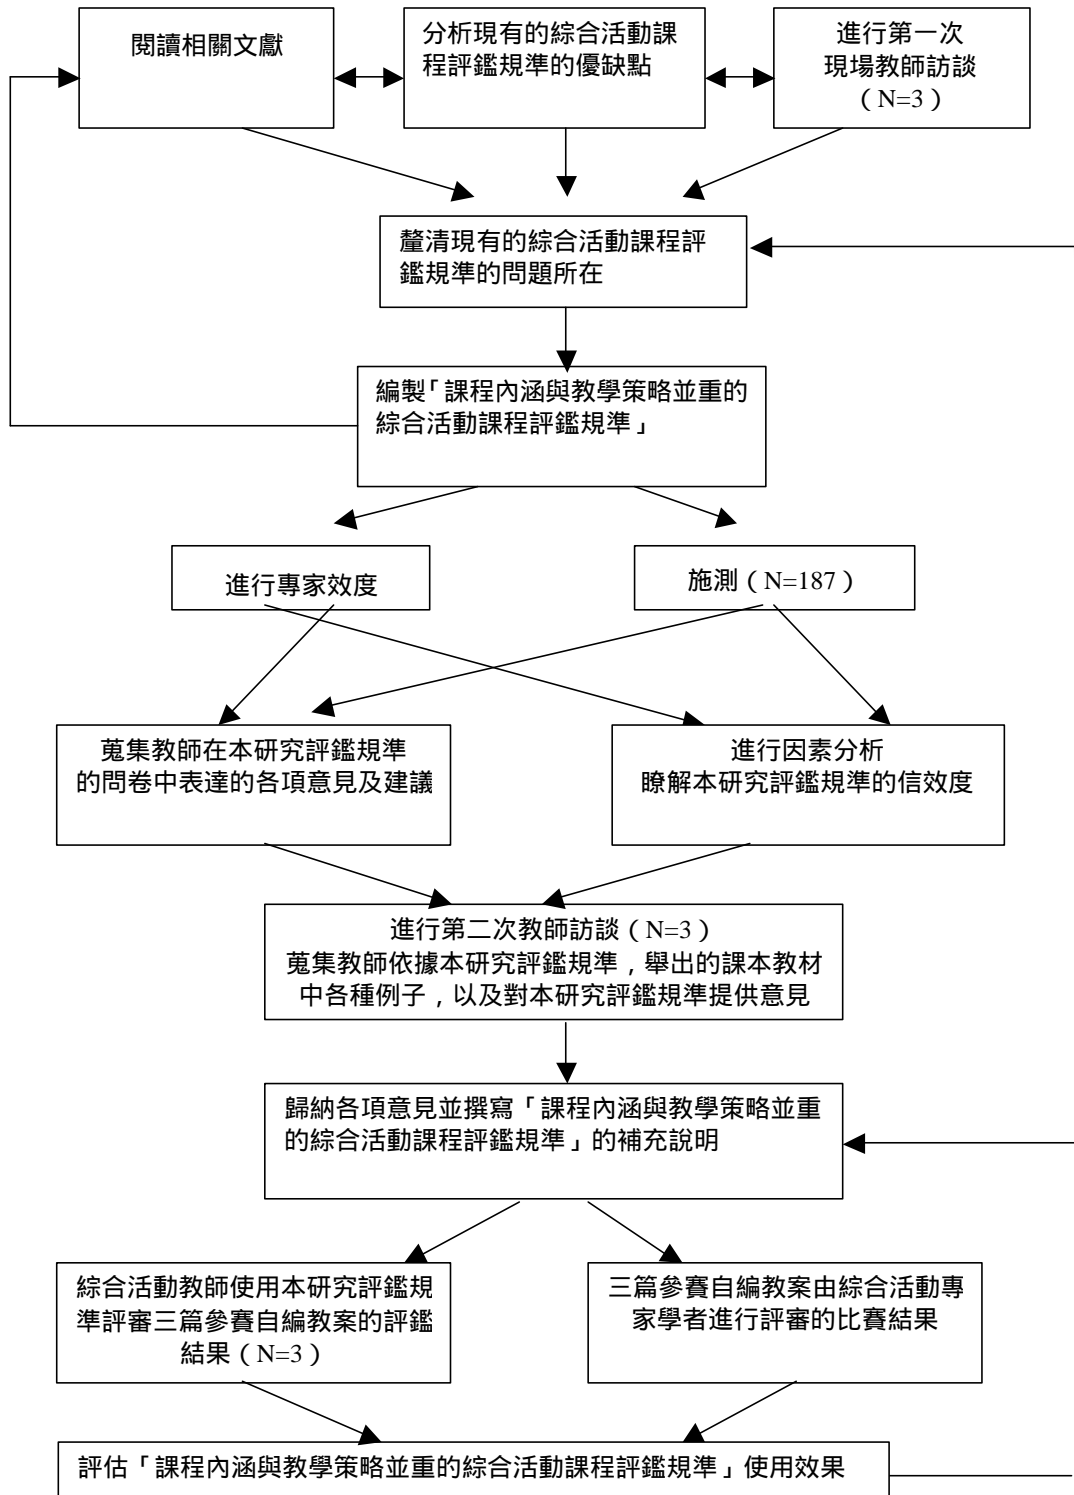 閱讀相關文獻
分析現有的綜合活動課
程評鑑規準的優缺点
進行第一次
現場教師訪談
（N=3）
釐清現有的綜合活動課程評
鑑規準的問題所在
編製「課程內涵與教學策略並重的
綜合活動課程評鑑規準」
進行專家效度
施測（N=187）
蒐集教師在本研究評鑑規準
的問卷中表達的各項意見及建議
進行因素分析
瞭解本研究評鑑規準的信效度
進行第二次教師訪談（N=3）
蒐集教師依據本研究評鑑規準，舉出的課本教材
中各種例子，以及對本研究評鑑規準提供意見
歸納各項意見並撰寫「課程內涵與教學策略並重
的綜合活動課程評鑑規準」的補充說明
綜合活動教師使用本研究評鑑規
準評審三篇參賽自編教案的評鑑
結果（N=3）
三篇參賽自編教案由綜合活動專
家學者進行評審的比賽結果
評估「課程內涵與教學策略並重的綜合活動課程評鑑規準」使用效果